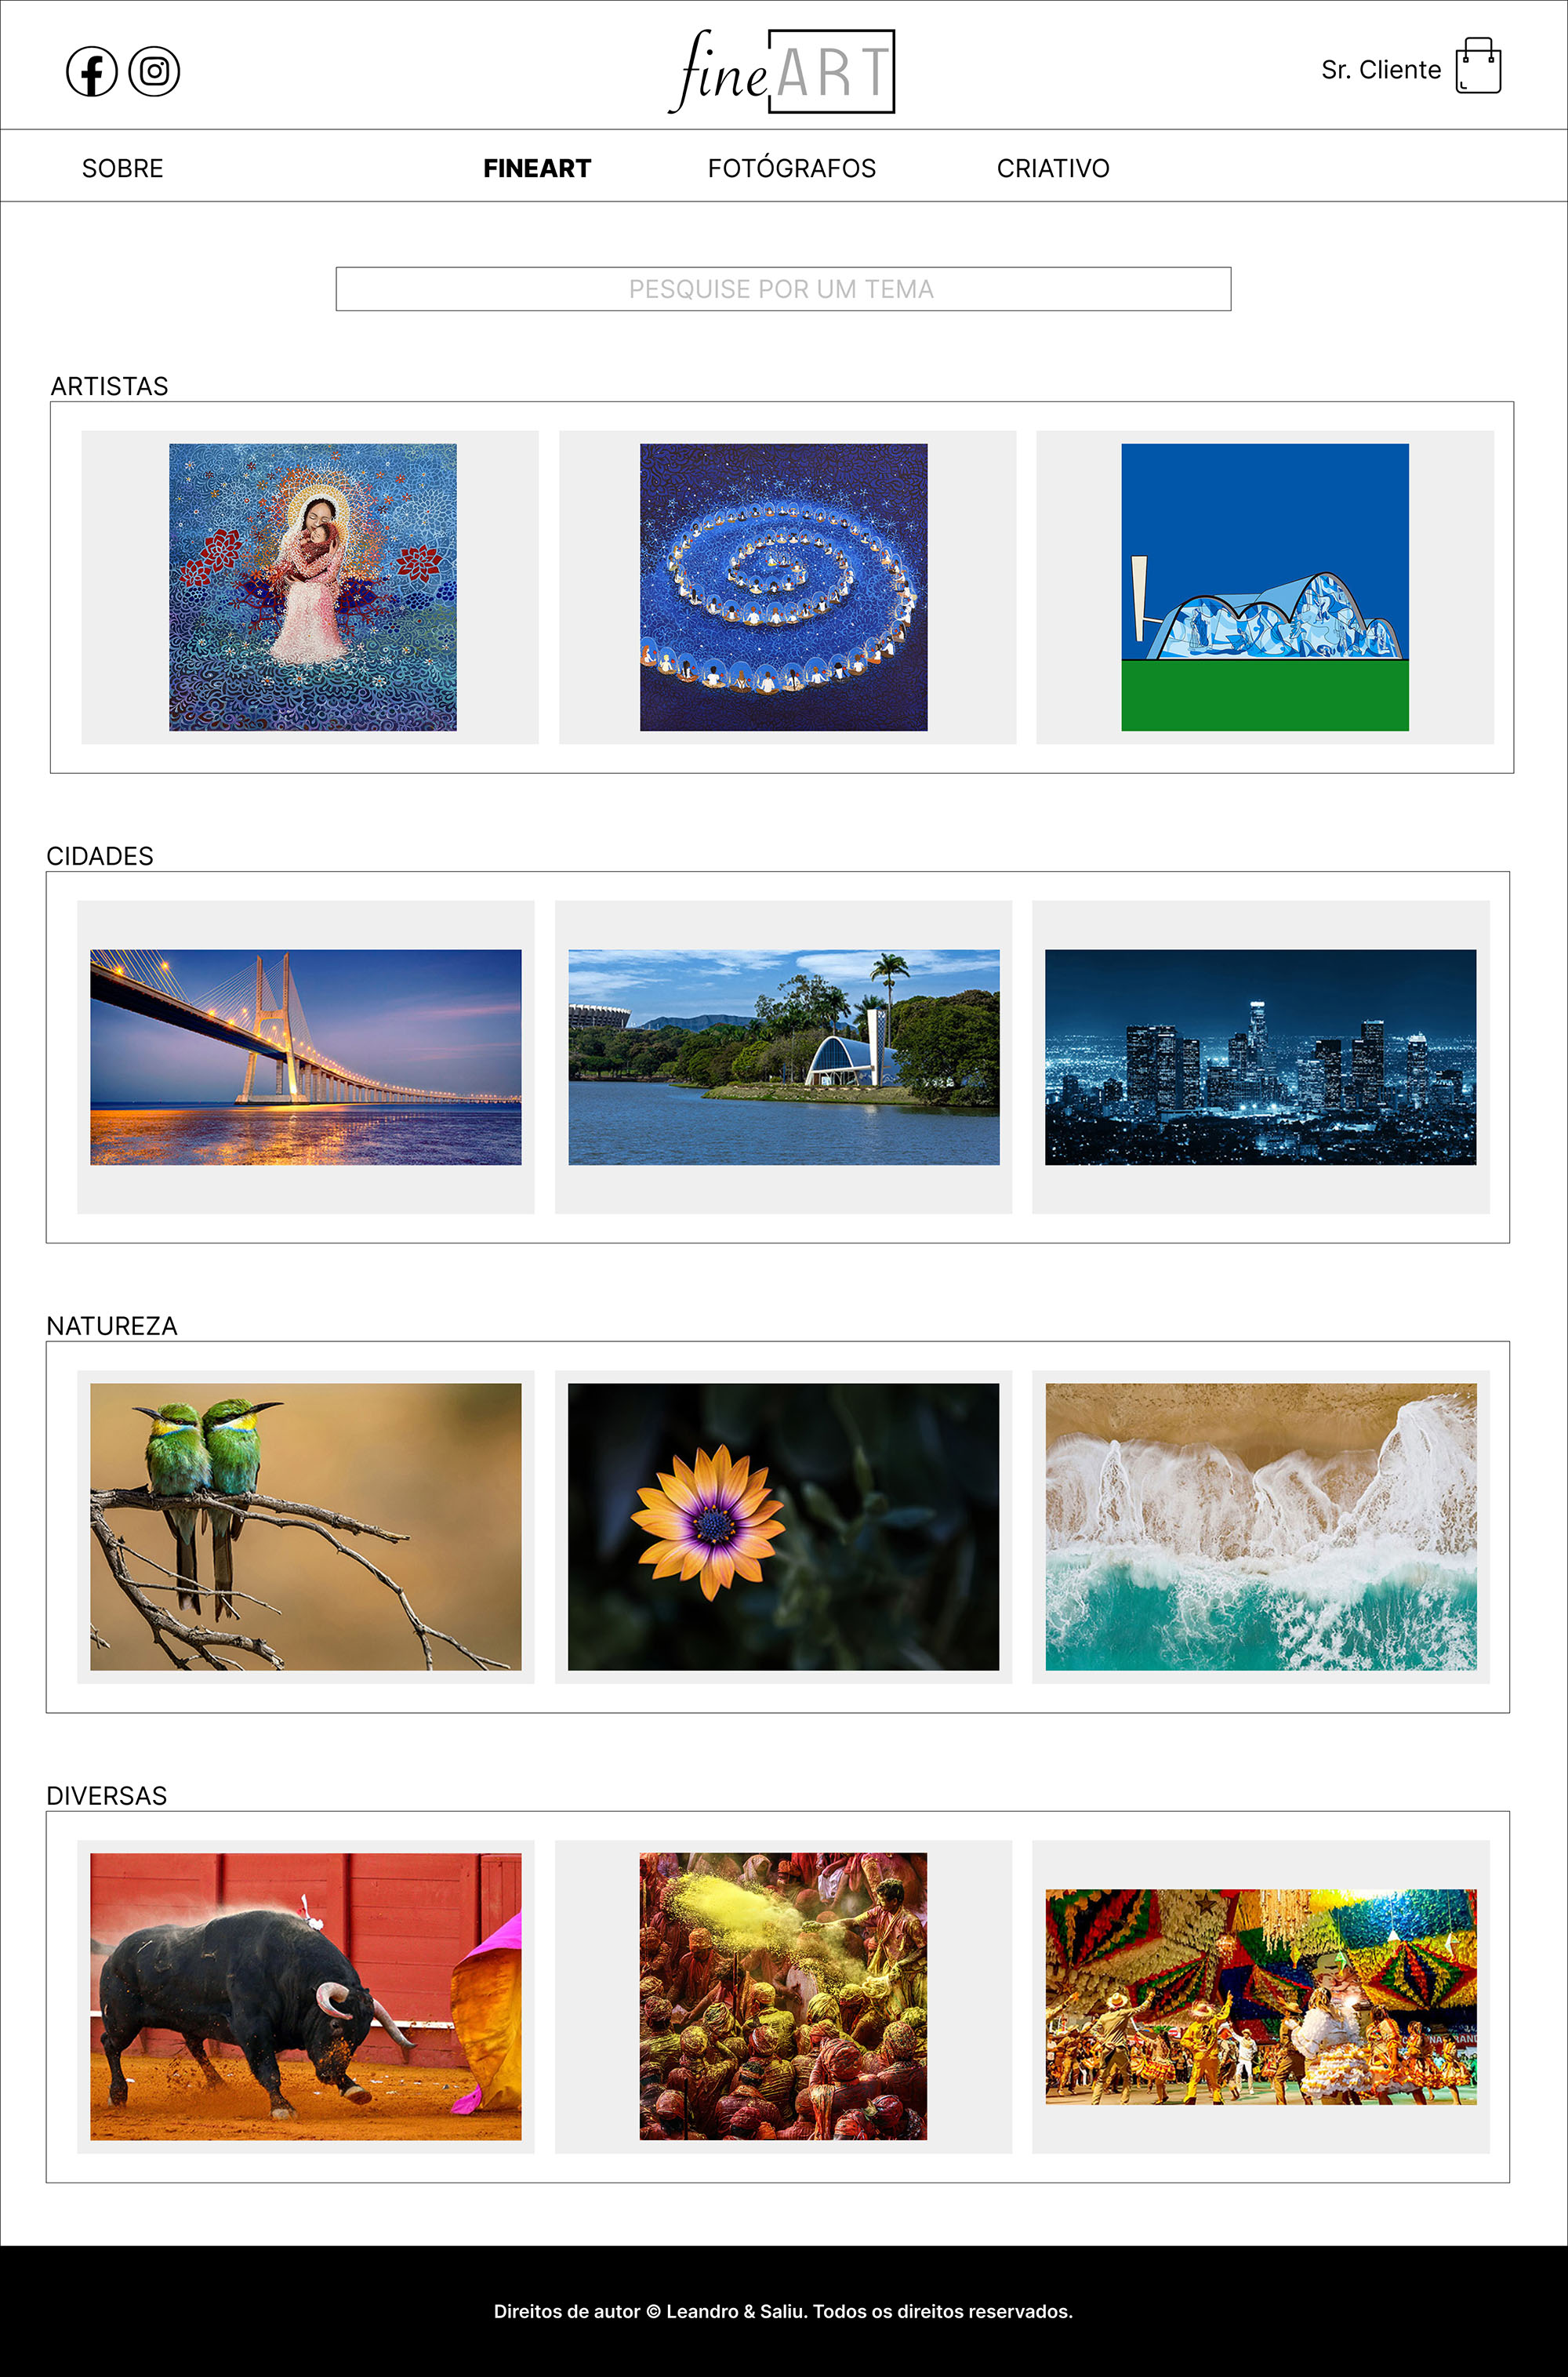 fineART
Sr. Cliente
SOBRE
FINEART
FOTÓGRAFOS
CRIATIVO
PESQUISE POR UM TEMA
ARTISTAS
CIDADES
NATUREZA
DIVERSAS
Direitos de autor © Leandro & Saliu. Todos os direitos reservados.